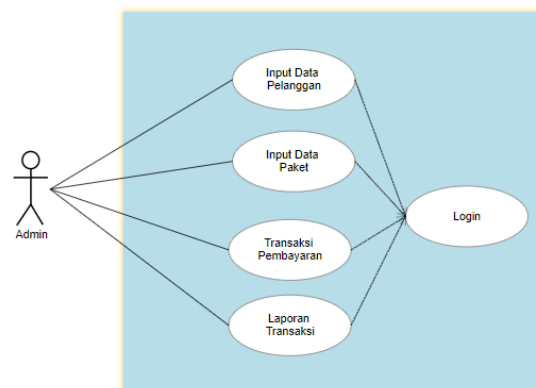 Input Data
Pelanggan
Input Data
Paket
Admin
Login
Transaksi
Pembayaran
Laporan
Transaksi